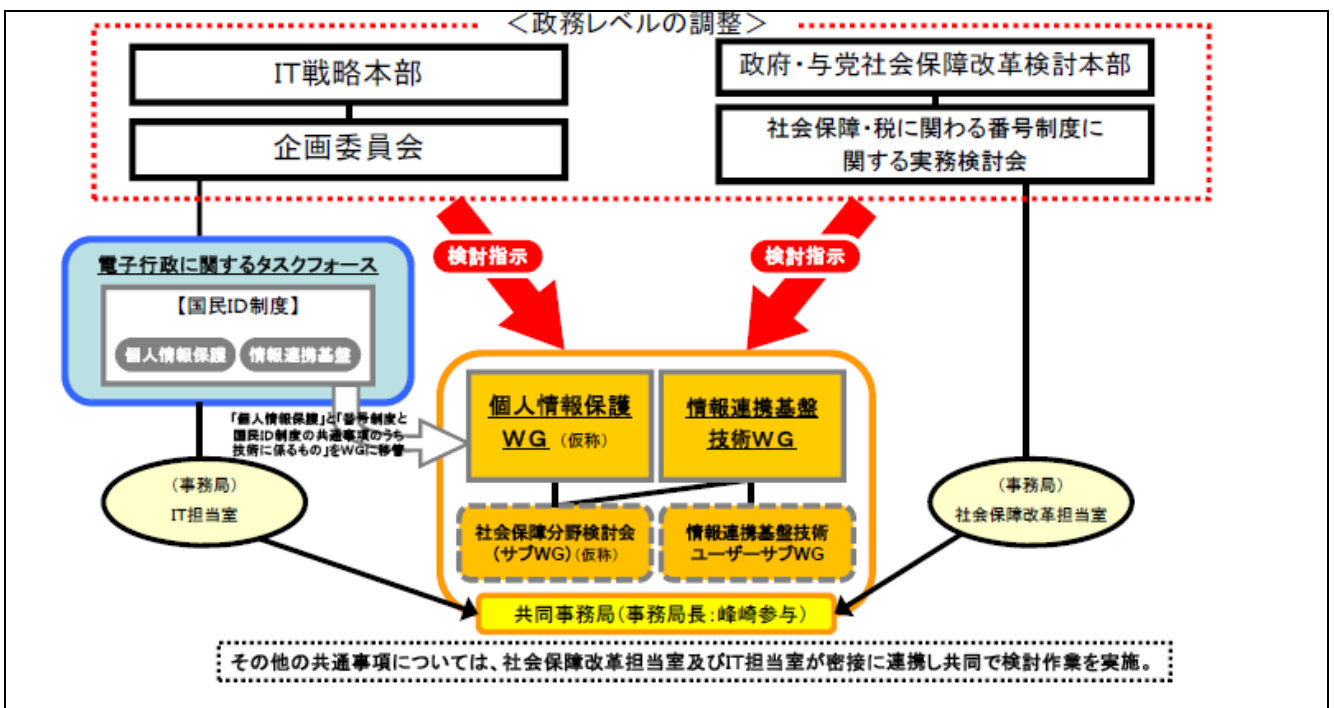 ＜政務レベルの調整＞
IT戦略本部
企画委員会
政府・与党社会保障改革検討本部
社会保障・税に関わる番号制度に
関する実務検討会
検討指示
検討指示
電子行政に関するタスクフォース
【国民ID制度】
個人情報保護
情報連携基盤
「個人情報保護」と「番号制度と
国民ID制度の共通事項のうち
技術に係るもの」をWGに移管
個人情報保護
WG（仮称）
情報連携基盤
技術WG
社会保障分野検討会
(サブWG)(仮称)
情報連携基盤技術
ユーザーサブWG
（事務局）
IT担当室
（事務局）
社会保障改革担当室
共同事務局(事務局長:峰崎参与)
その他の共通事項については、社会保障改革担当室及びIT担当室が密接に連携し共同で検討作業を実施。